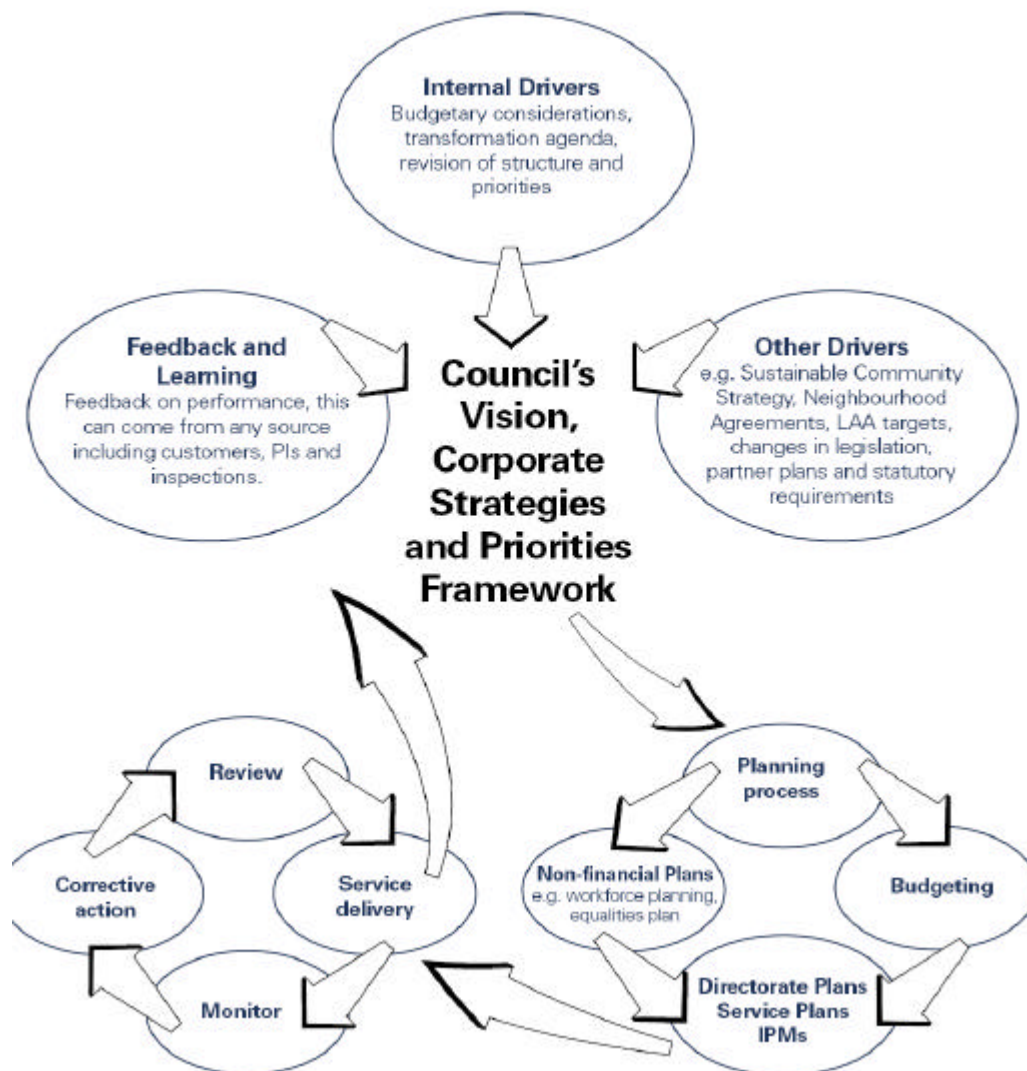 Internal Drivers
Budgetary considerations,
transformation agenda,
revision of structure and
priorities
Feedback and
Learning
Feedback on performance, this
can come from any source
including customers, PIs and
inspections.
Council's
Vision,
Corporate
Strategies
and Priorities
Framework
Other Drivers
e.g. Sustainable Community
Strategy, Neighbourhood
Agreements, LAA targets,
changes in legislation,
partner plans and statutory
requirements
Review
Corrective
action
Service
delivery
Monitor
Planning
process
Non-financial Plans
e.g. workforce planning,
equalities plan
Budgeting
Directorate Plans
Service Plans
IPMs